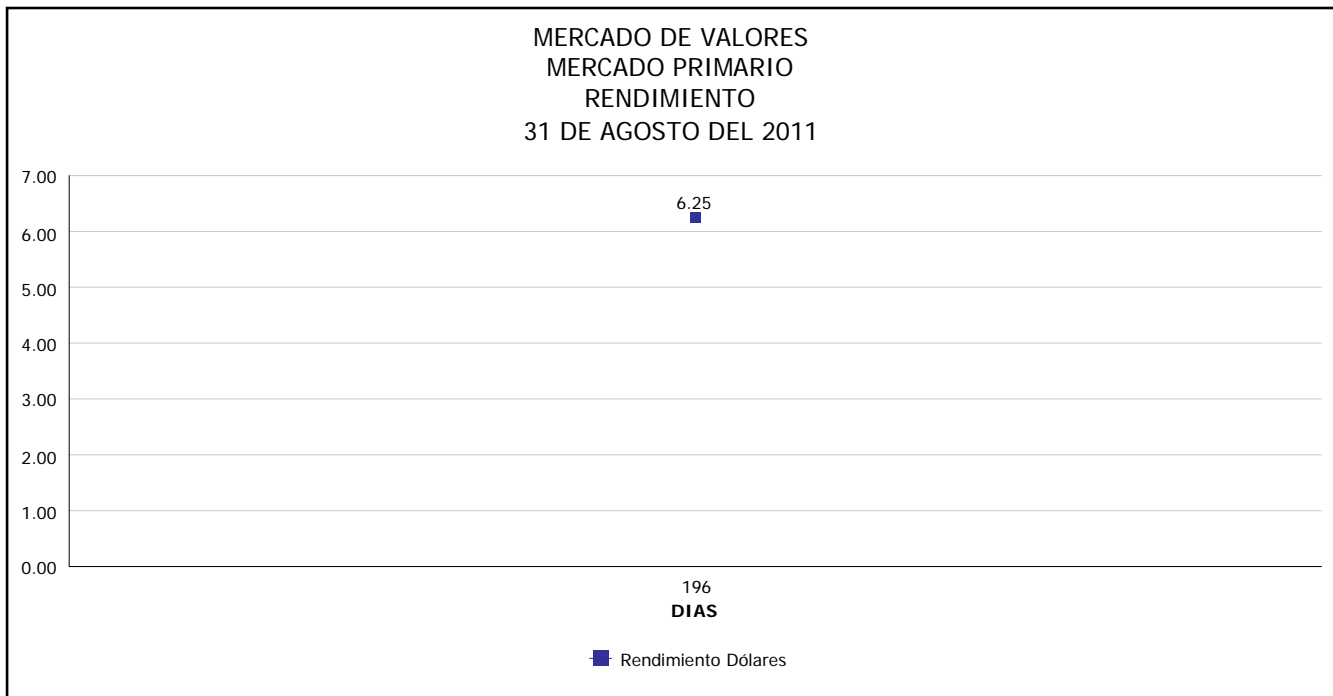 MERCADO DE VALORES
MERCADO PRIMARIO
RENDIMIENTO
31 DE AGOSTO DEL 2011
7.00
6.25
6.00
5.00
4.00
3.00
2.00
1.00
0.00
196
DIAS
Rendimiento Dólares